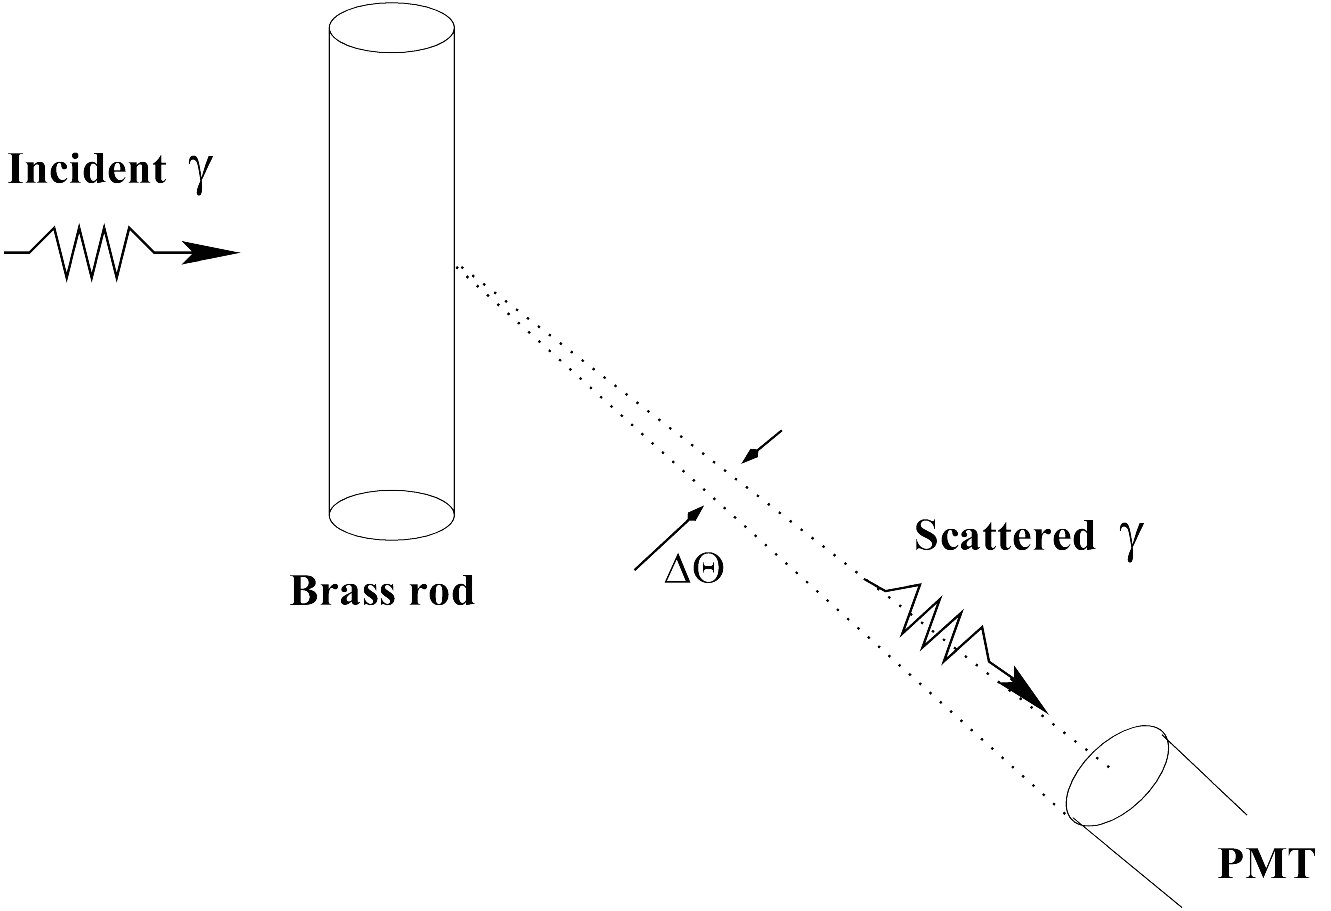 Incident γ
Brass rod
ΔΘ
Scattered γ
PMT